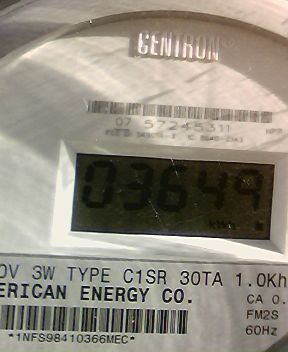 CENTRON
07 57245311
03649
kWh
0V 3W TYPE C1SR 30TA 1.0Kh
ERICAN ENERGY CO.
CA 0.
FM2S
60Hz
*1NFS98410366MEC*